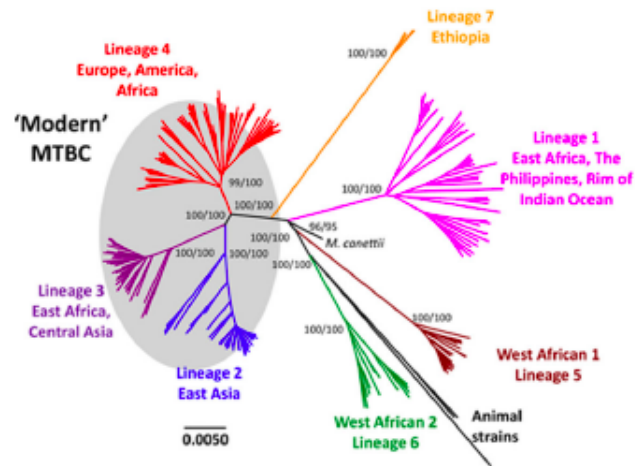 Lineage 7
Ethiopia
100/100
Lineage 4
Europe, America,
Africa
'Modern'
MTBC
Lineage 1
East Africa, The
Philippines, Rim of
Indian Ocean
100/100
99/100
100/100
100/100
96/95
M. canettii
100/100
100/100
100/100
100/100
Lineage 3
East Africa,
Central Asia
100/100
100/100
Lineage 2
East Asia
West African 1
Lineage 5
West African 2
Lineage 6
Animal
strains
0.0050